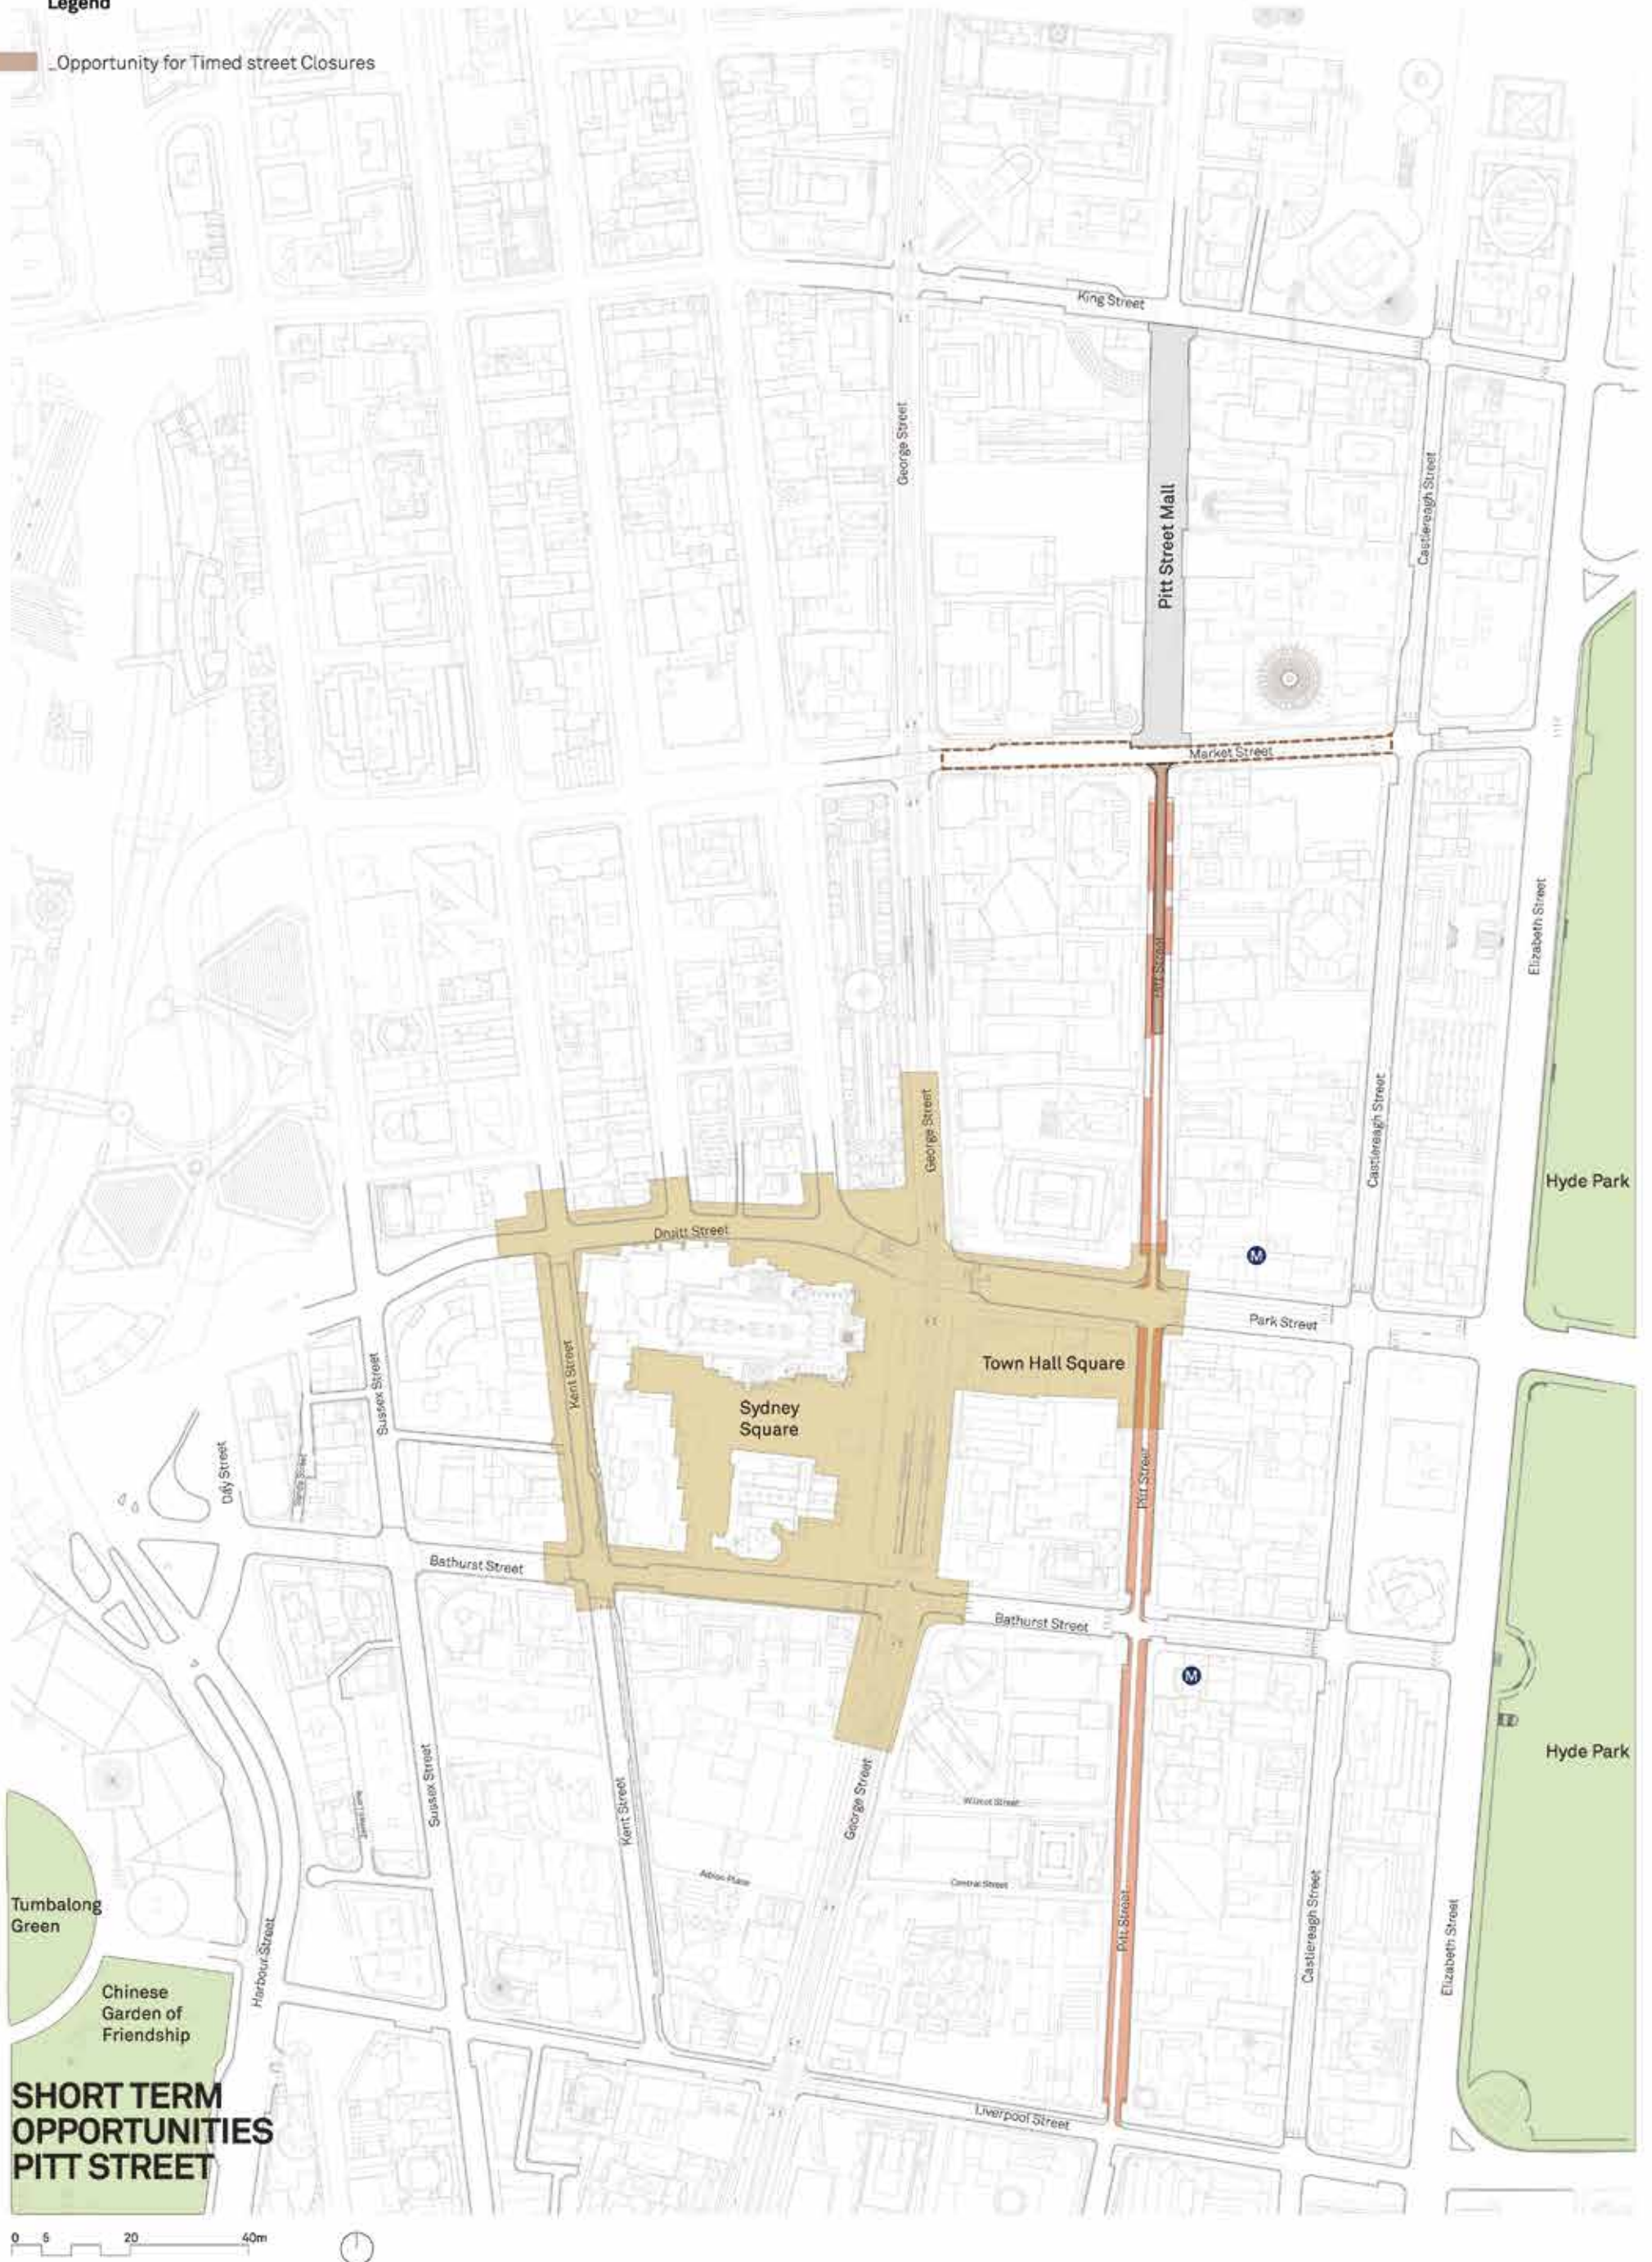 Legend
_Opportunity for Timed street Closures
King Street
George Street
Pitt Street Mall
Castlereagh Street
Market Street
Elizabeth Street
Pitt Street
George Street
Castlereagh Street
Hyde Park
Druitt Street
M
Park Street
Town Hall Square
Kent Street
Sussex Street
Sydney
Square
Day Street
Pitt Street
Bathurst Street
Bathurst Street
M
Hyde Park
Sussex Street
Kent Street
George Street
Wilmot Street
Albion Place
Central Street
Pitt Street
Castlereagh Street
Elizabeth Street
Tumbalong
Green
Harbour Street
Chinese
Garden of
Friendship
Liverpool Street
SHORT TERM
OPPORTUNITIES
PITT STREET
0 5 20 40m